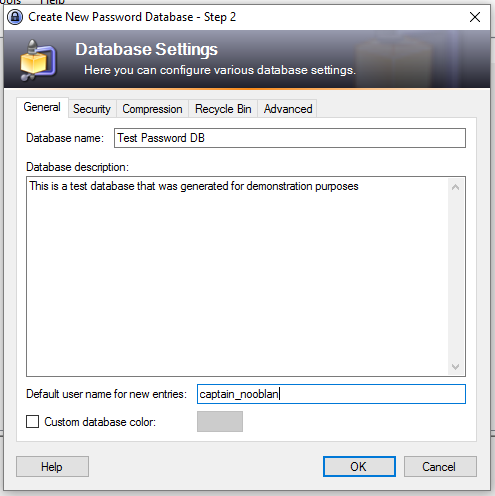 ools Help
Create New Password Database - Step 2
Database Settings
Here you can configure various database settings.
General Security Compression Recycle Bin Advanced
Database name: Test Password DB
Database description:
This is a test database that was generated for demonstration purposes
Default user name for new entries: captain_nooblan
Custom database color:
Help OK Cancel